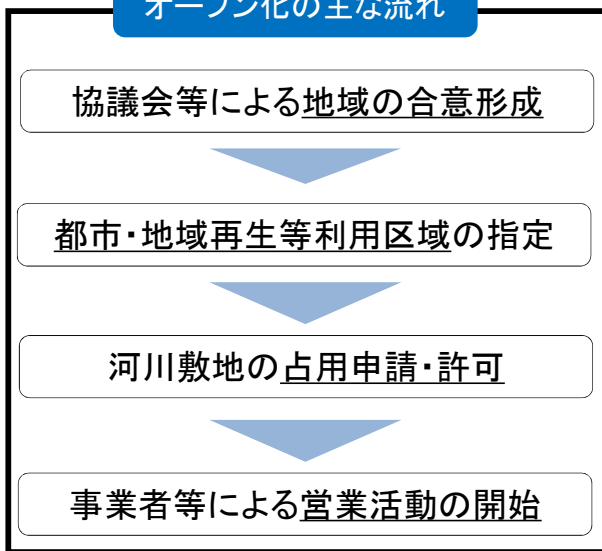 オープン化の主な流れ
協議会等による地域の合意形成
都市・地域再生等利用区域の指定
河川敷地の占用申請・許可
事業者等による営業活動の開始